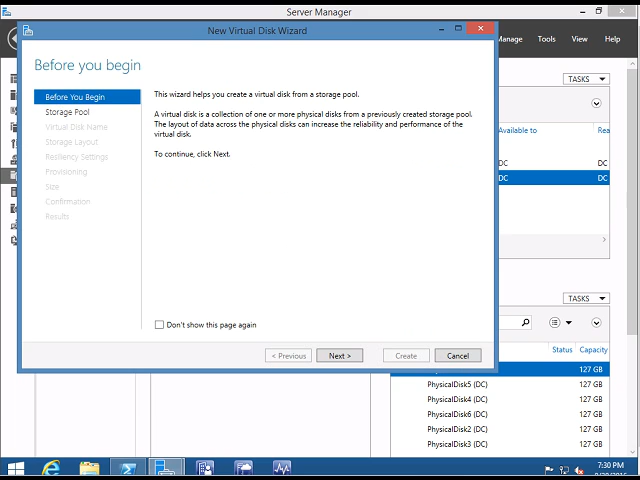 Server Manager
New Virtual Disk Wizard
Manage
Tools
View
Help
Before you begin
TASKS
Before You Begin
Storage Pool
Virtual Disk Name
Storage Layout
Resiliency Settings
Provisioning
Size
Confirmation
Results
This wizard helps you create a virtual disk from a storage pool.
A virtual disk is a collection of one or more physical disks from a previously created storage pool.
The layout of data across the physical disks can increase the reliability and performance of the
virtual disk.
To continue, click Next.
Available to
Rea
DC
DC
DC
DC
Don't show this page again
TASKS
< Previous
Next >
Create
Cancel
Status
Capacity
127 GB
PhysicalDisk5 (DC)
127 GB
PhysicalDisk4 (DC)
127 GB
PhysicalDisk6 (DC)
127 GB
PhysicalDisk2 (DC)
127 GB
PhysicalDisk3 (DC)
127 GB
7:30 PM